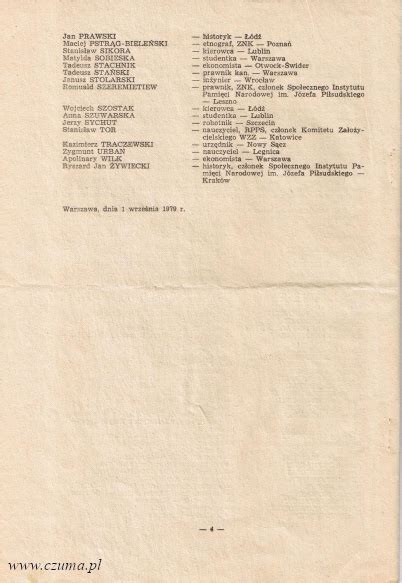 Jan PRAWSKI — historyk — Łódź
Maciej PSTRĄG-BIELEŃSKI — etnograf, ZNK — Poznań
Stanisław SIKORA — kierowca — Lublin
Matylda SOBIESKA — studentka — Warszawa
Tadeusz STACHNIK — ekonomista — Otwock-Świder
Tadeusz STAŃSKI — prawnik kan. — Warszawa
Janusz STOLARSKI — inżynier — Wrocław
Romuald SZEREMIETIEW — prawnik, ZNK, członek Społecznego Instytutu
Pamięci Narodowej im. Józefa Piłsudskiego
— Leszno
Wojciech SZOSTAK — kierowca — Łódź
Anna SZUWARSKA — studentka — Lublin
Jerzy SYCHUT — robotnik — Szczecin
Stanisław TOR — nauczyciel, RPPS, członek Komitetu Założy-
cielskiego WZZ — Katowice
Kazimierz TRACZEWSKI — urzędnik — Nowy Sącz
Zygmunt URBAN — nauczyciel — Legnica
Apolinary WILK — ekonomista — Warszawa
Ryszard Jan ŻYWIECKI — historyk, członek Społecznego Instytutu Pa-
mięci Narodowej im. Józefa Piłsudskiego —
Kraków
Warszawa, dnia 1 września 1979 r.
— 4 —
www.czuma.pl